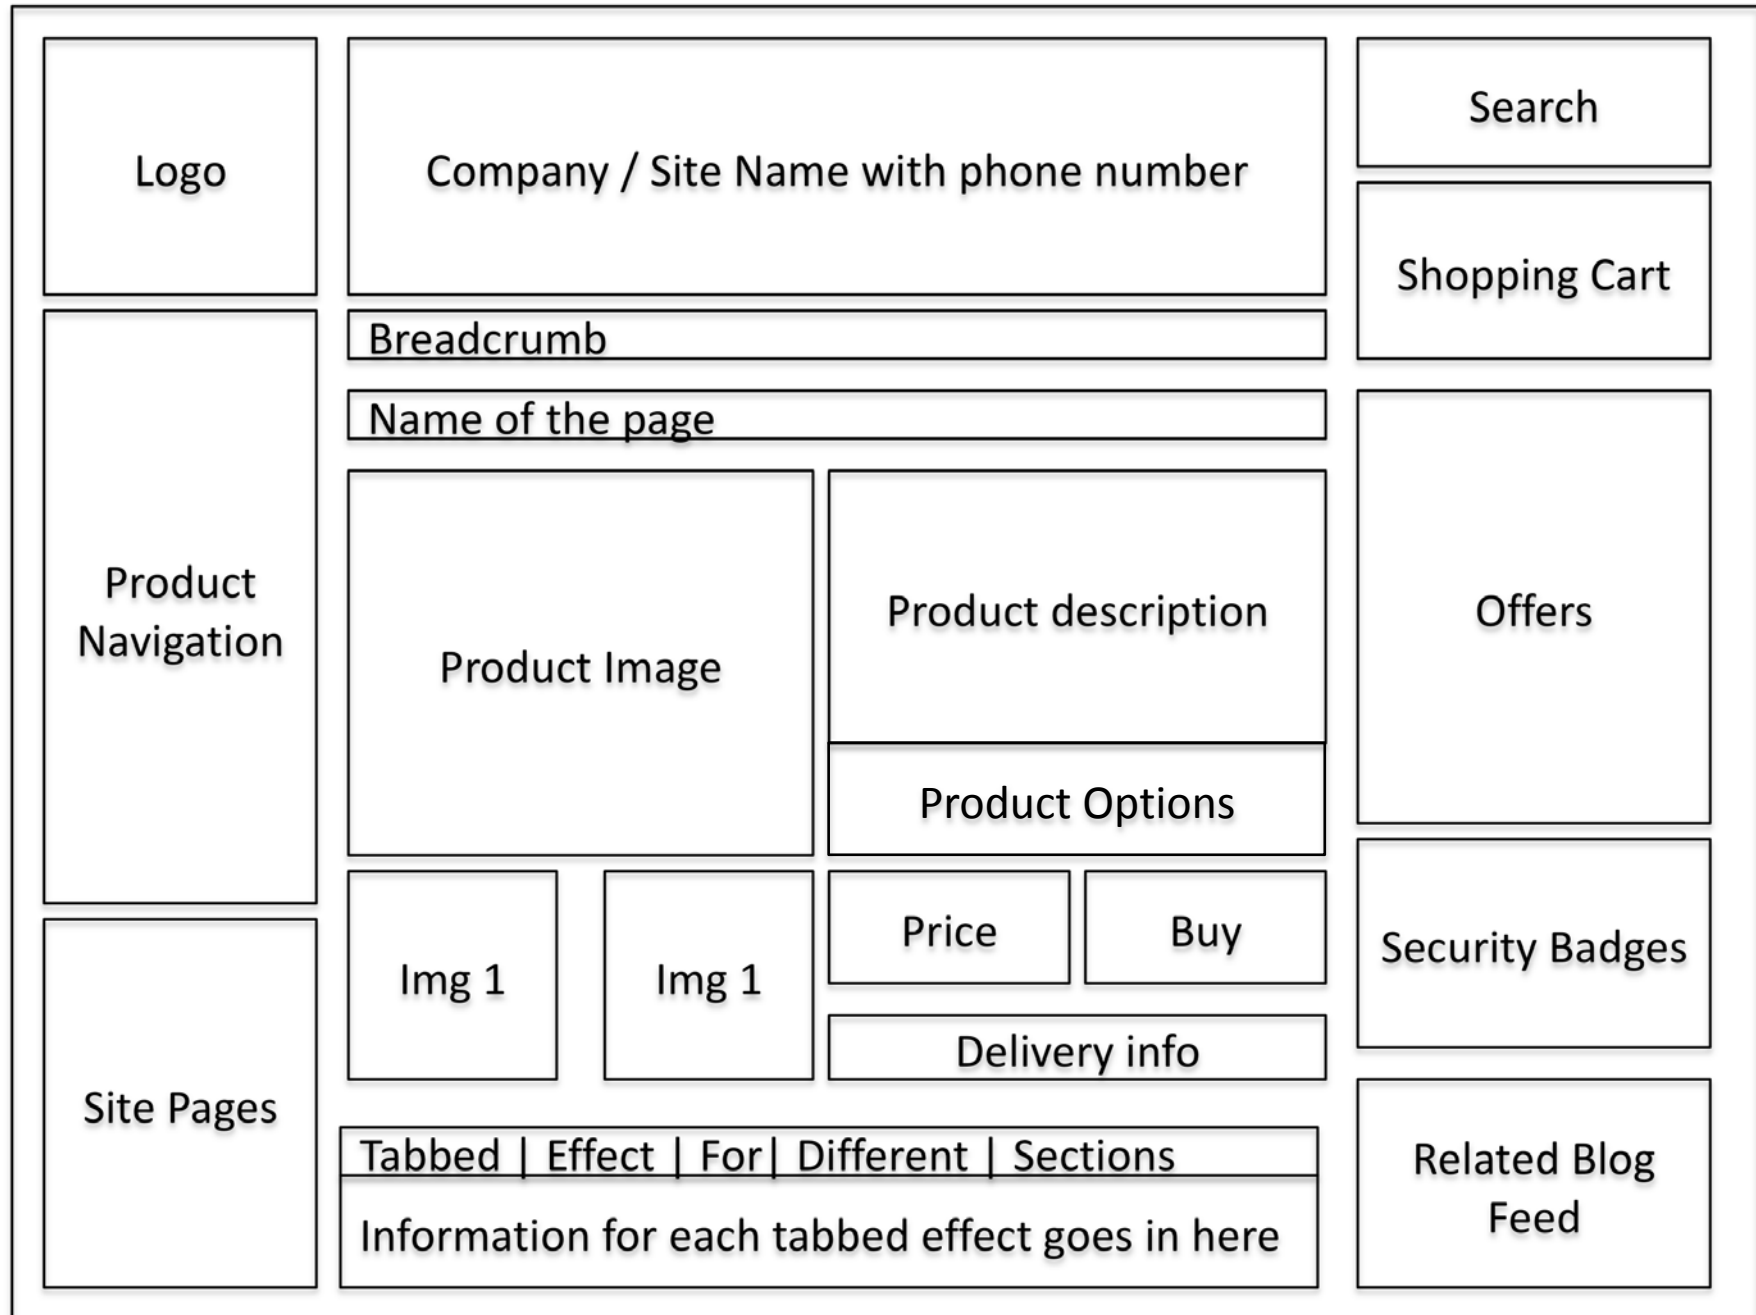 Logo
Company / Site Name with phone number
Search
Shopping Cart
Breadcrumb
Name of the page
Product
Navigation
Product Image
Product description
Offers
Product Options
Img 1
Img 1
Price
Buy
Security Badges
Delivery info
Site Pages
Tabbed | Effect | For| Different | Sections
Information for each tabbed effect goes in here
Related Blog
Feed